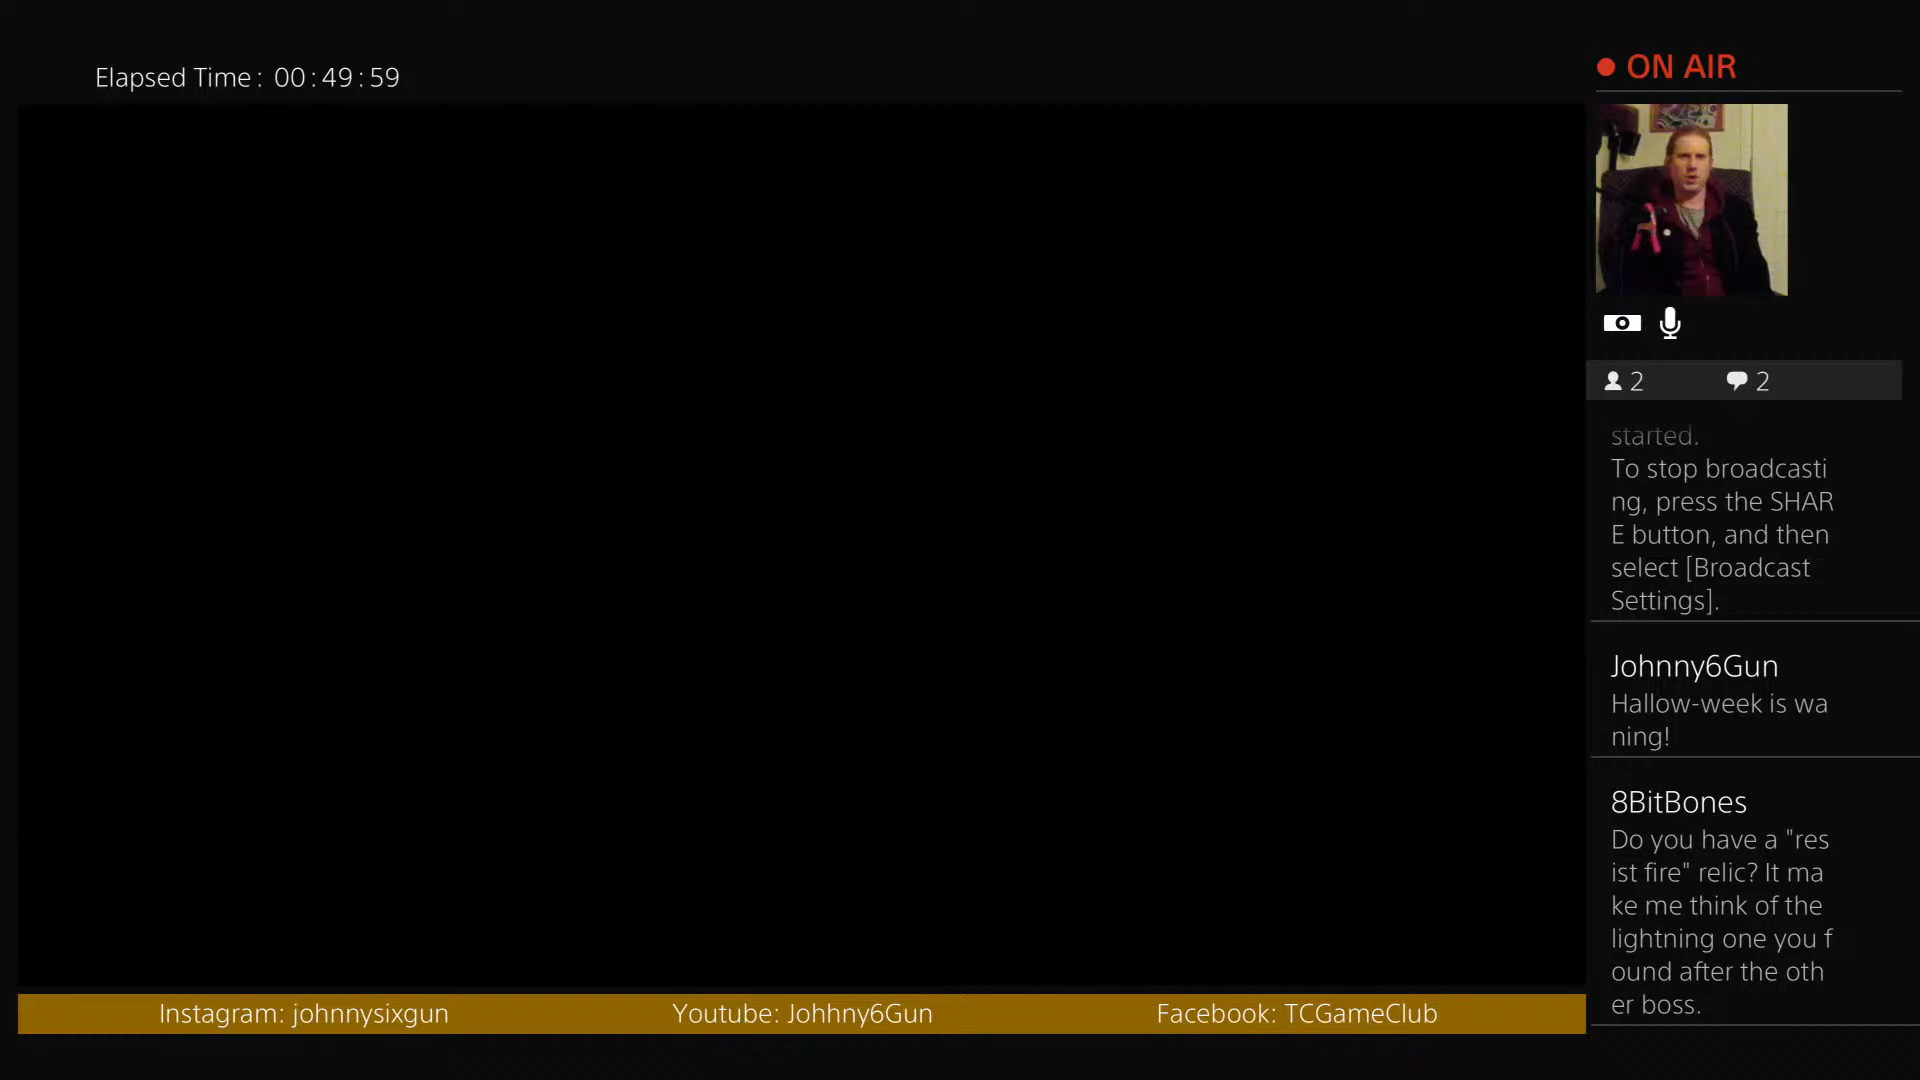 Elapsed Time: 00:49:59
ON AIR
2
2
started.
To stop broadcasti
ng, press the SHAR
E button, and then
select [Broadcast
Settings].
Johnny6Gun
Hallow-week is wa
ning!
8BitBones
Do you have a "res
ist fire" relic? It ma
ke me think of the
lightning one you f
ound after the oth
er boss.
Instagram: johnnysixgun
Youtube: Johhny6Gun
Facebook: TCGameClub